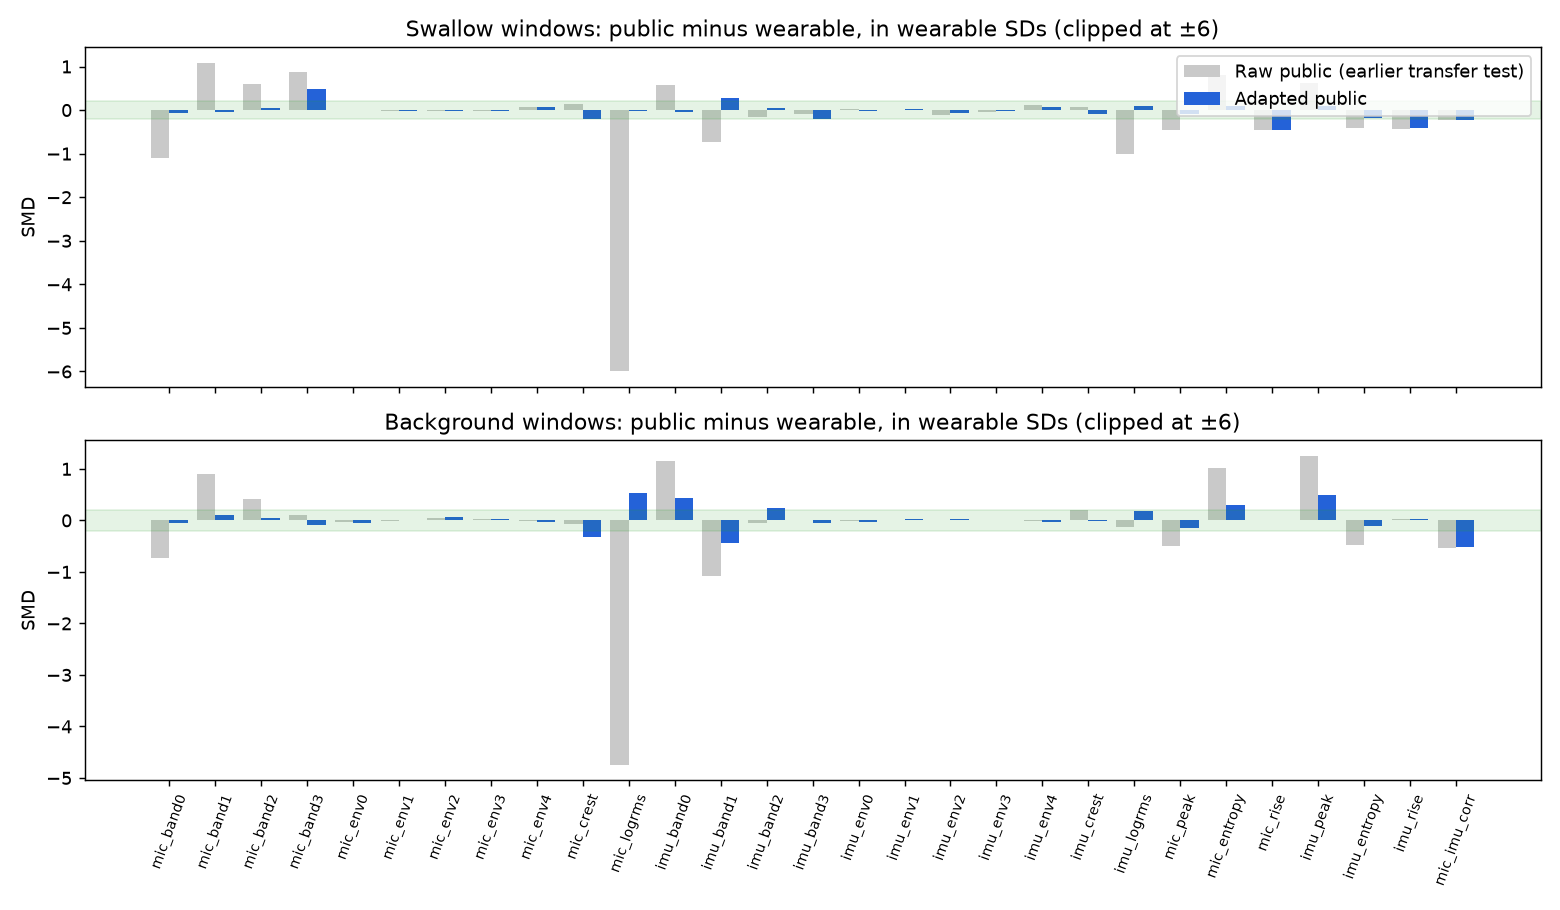 Swallow windows: public minus wearable, in wearable SDs (clipped at ±6)
Raw public (earlier transfer test)
Adapted public
SMD
1
0
−1
−2
−3
−4
−5
−6
Background windows: public minus wearable, in wearable SDs (clipped at ±6)
SMD
1
0
−1
−2
−3
−4
−5
mic_band0
mic_band1
mic_band2
mic_band3
mic_env0
mic_env1
mic_env2
mic_env3
mic_env4
mic_crest
mic_logrms
imu_band0
imu_band1
imu_band2
imu_band3
imu_env0
imu_env1
imu_env2
imu_env3
imu_env4
imu_crest
imu_logrms
mic_peak
mic_entropy
mic_rise
imu_peak
imu_entropy
imu_rise
mic_imu_corr